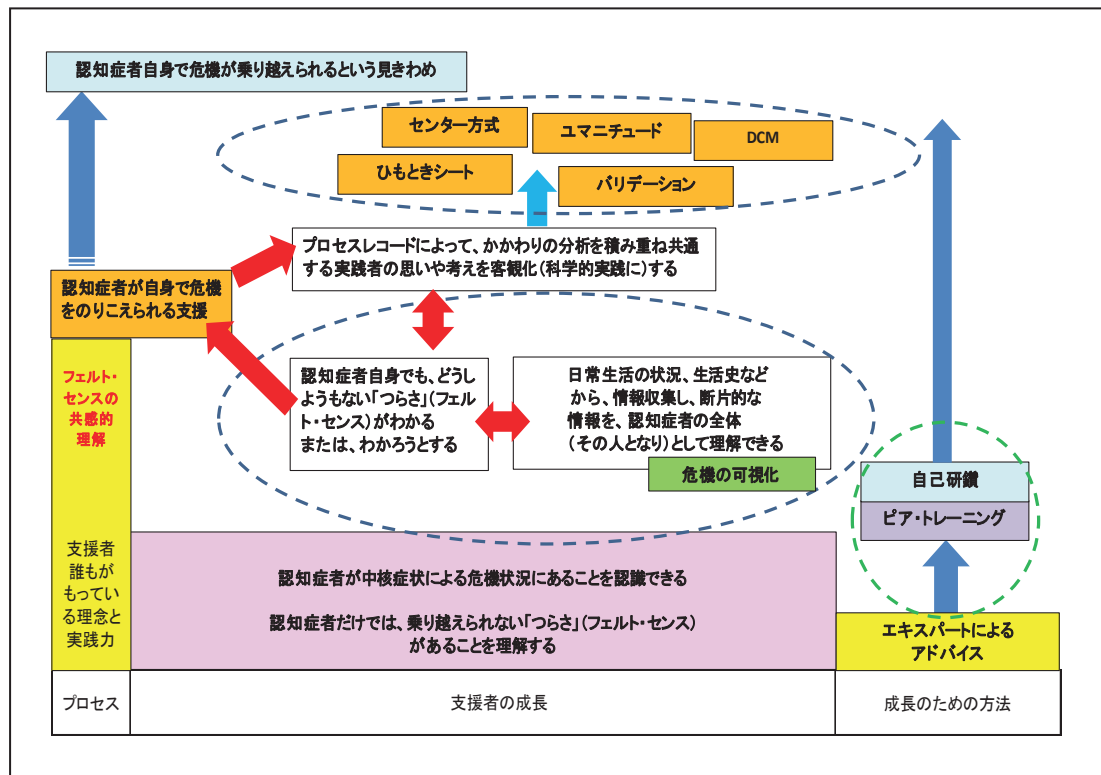 認知症者自身で危機が乗り越えられるという見きわめ
センター方式
ユマニチュード
DCM
ひもときシート
バリデーション
プロセスレコードによって、かかわりの分析を積み重ね共通
する実践者の思いや考えを客観化(科学的実践に)する
認知症者が自身で危機
をのりこえられる支援
フェルト・
センスの
共感的
理解
認知症者自身でも、どうし
ようもない「つらさ」(フェル
ト・センス)がわかる
または、わかろうとする
日常生活の状況、生活史など
から、情報収集し、断片的な
情報を、認知症者の全体
(その人となり)として理解できる
危機の可視化
自己研鑽
ピア・トレーニング
支援者
誰もが
もってい
る理念と
実践力
認知症者が中核症状による危機状況にあることを認識できる
認知症者だけでは、乗り越えられない「つらさ」(フェルト・センス)
があることを理解する
エキスパートによる
アドバイス
プロセス
支援者の成長
成長のための方法